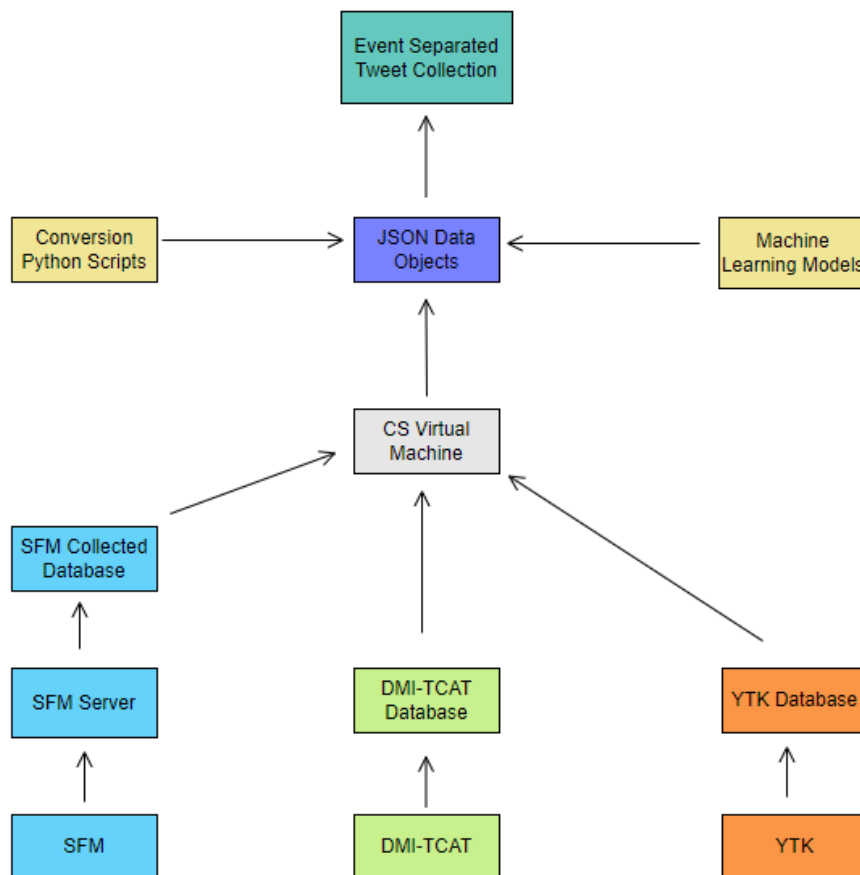 Event Separated
Tweet Collection
Conversion
Python Scripts
JSON Data
Objects
Machine
Learning Models
CS Virtual
Machine
SFM Collected
Database
SFM Server
DMI-TCAT
Database
YTK Database
SFM
DMI-TCAT
YTK